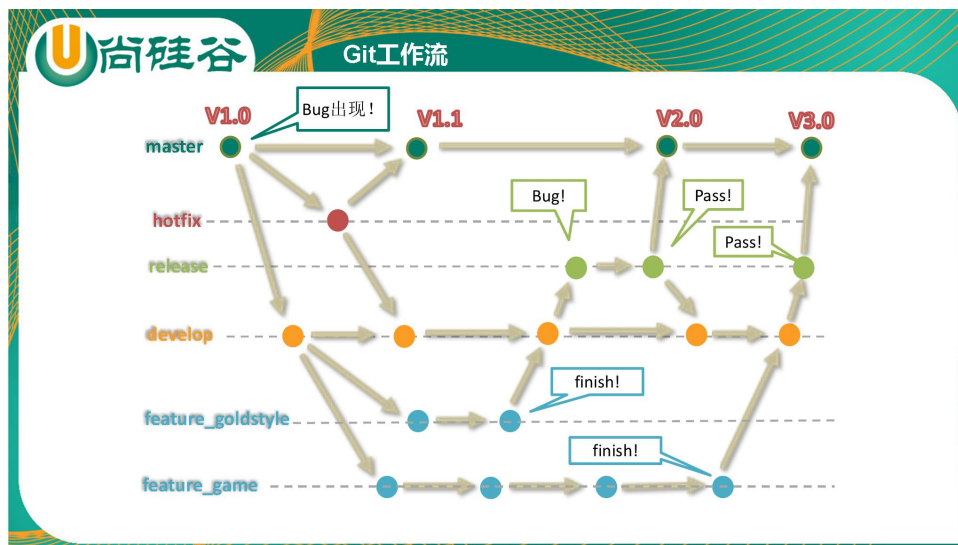 尚硅谷
Git工作流
V1.0
Bug出现！
V1.1
V2.0
V3.0
master
Bug!
Pass!
hotfix
Pass!
release
develop
finish!
feature_goldstyle
finish!
feature_game